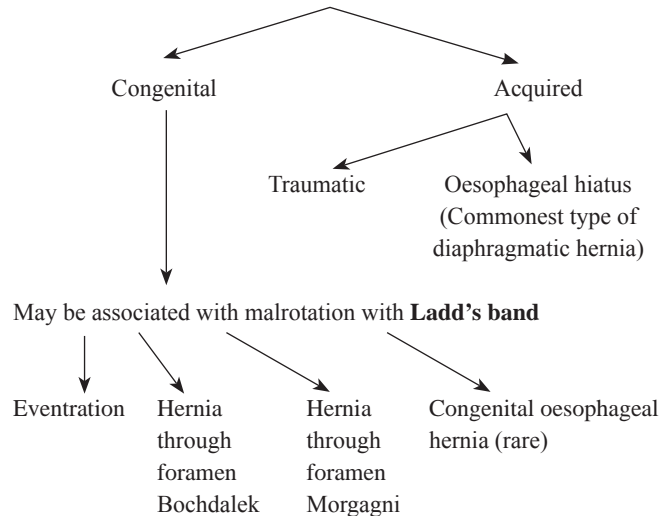 Congenital
Acquired
Traumatic
Oesophageal hiatus
(Commonest type of
diaphragmatic hernia)
May be associated with malrotation with Ladd's band
Eventration
Hernia
through
foramen
Bochdalek
Hernia
through
foramen
Morgagni
Congenital oesophageal
hernia (rare)